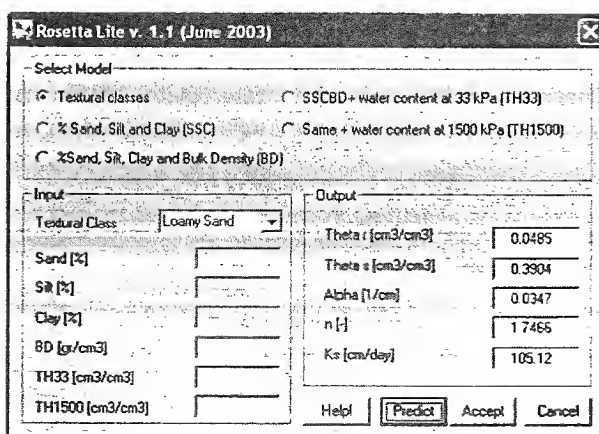 Rosetta Lite v. 1.1 (June 2003)
Select Model
Textural classes
SSCBD+ water content at 33 kPa (TH33)
% Sand, Silt and Clay (SSC)
Same + water content at 1500 kPa (TH1500)
%Sand, Silt, Clay and Bulk Density (BD)
Input
Textural Class
Loamy Sand
Sand [%]
Silt [%]
Clay [%]
BD [gr/cm3]
TH33 [cm3/cm3]
TH1500 [cm3/cm3]
Output
Theta r [cm3/cm3]
0.0485
Theta s [cm3/cm3]
0.3904
Alpha [1/cm]
0.0347
n [-]
1.7466
Ks [cm/day]
105.12
Help!
Predict
Accept
Cancel